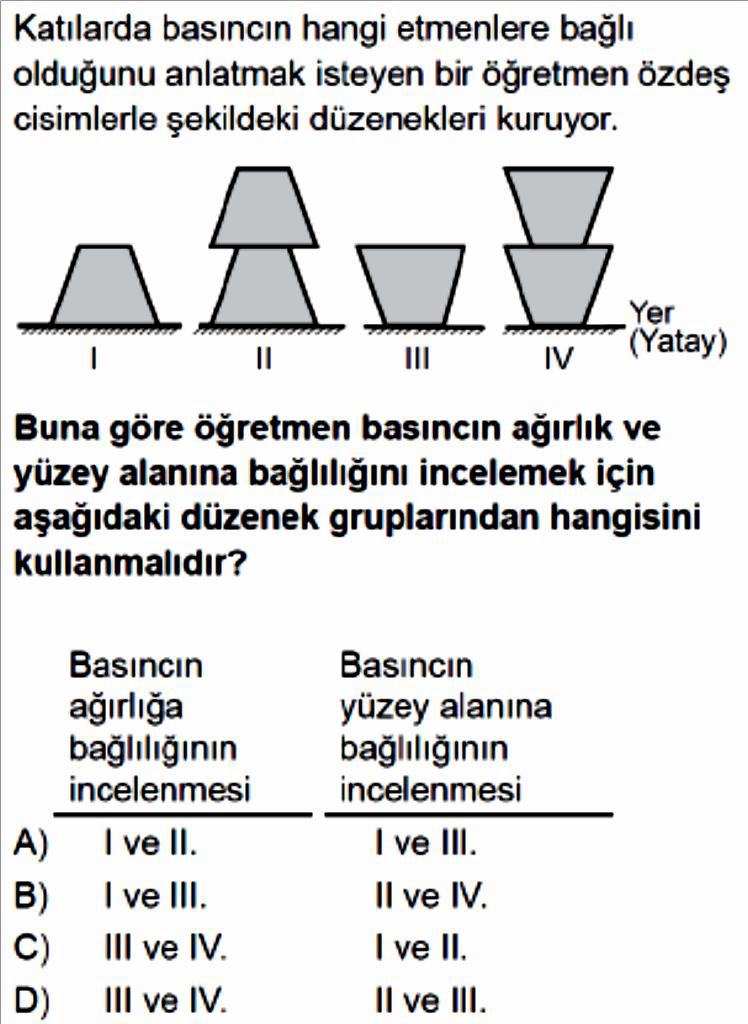 Katılarda basıncın hangi etmenlere bağlı
olduğunu anlatmak isteyen bir öğretmen özdeş
cisimlerle şekildeki düzenekleri kuruyor.
I II III IV
Yer
(Yatay)
Buna göre öğretmen basıncın ağırlık ve
yüzey alanına bağlılığını incelemek için
aşağıdaki düzenek gruplarından hangisini
kullanmalıdır?
Basıncın
ağırlığa
bağlılığının
incelenmesi
Basıncın
yüzey alanına
bağlılığının
incelenmesi
A) I ve II. I ve III.
B) I ve III. II ve IV.
C) III ve IV. I ve II.
D) III ve IV. II ve III.